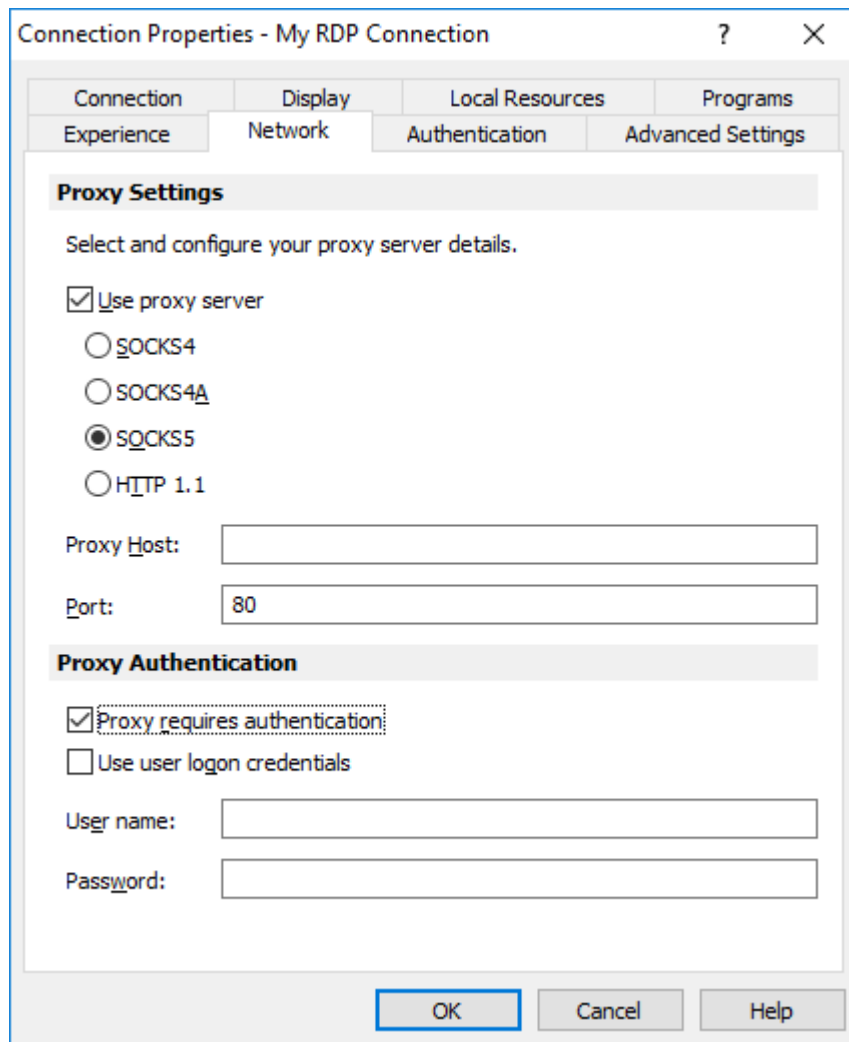 Connection Properties - My RDP Connection ?
Connection Display Local Resources Programs
Experience Network Authentication Advanced Settings
Proxy Settings
Select and configure your proxy server details.
Use proxy server
SOCKS4
SOCKS4A
SOCKS5
HTTP 1.1
Proxy Host:
Port: 80
Proxy Authentication
Proxy requires authentication
Use user logon credentials
User name:
Password:
OK Cancel Help